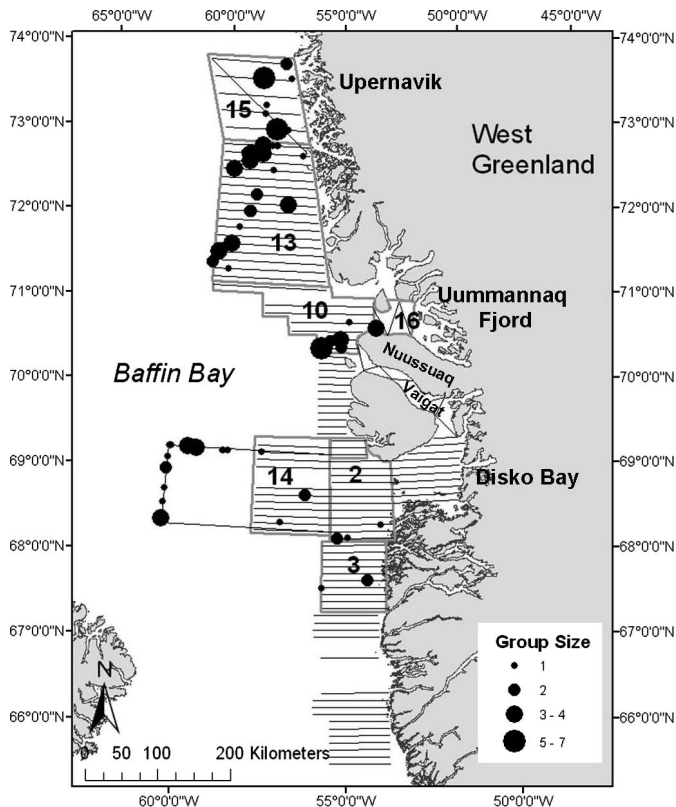 65°0'0"W 60°0'0"W 55°0'0"W 50°0'0"W 45°0'0"W
74°0'0"N 74°0'0"N
Upernavik
15
73°0'0"N 73°0'0"N
West
Greenland
72°0'0"N 72°0'0"N
13
71°0'0"N 71°0'0"N
Uummannaq
Fjord
10 16
Nuussuaq
Baffin Bay
70°0'0"N 70°0'0"N
Vaigat
69°0'0"N 69°0'0"N
14 2 Disko Bay
68°0'0"N 68°0'0"N
3
67°0'0"N 67°0'0"N
Group Size
1
2
3 - 4
5 - 7
N
66°0'0"N 66°0'0"N
0 50 100 200 Kilometers
60°0'0"W 55°0'0"W 50°0'0"W